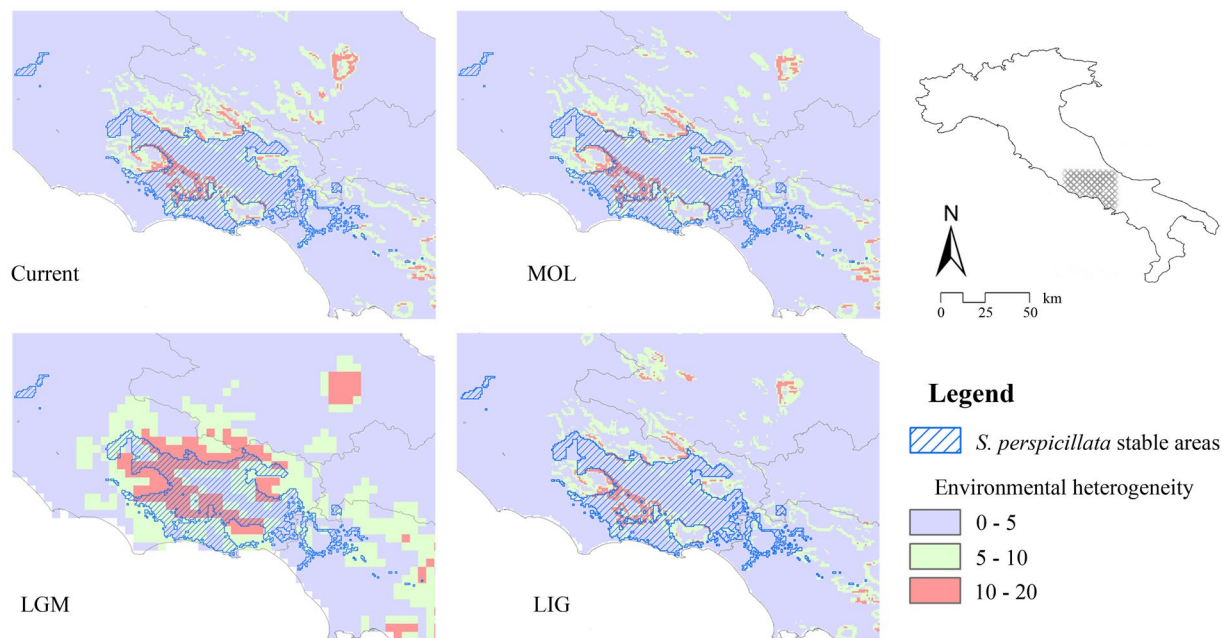 Current
MOL
N
0 25 50 km
LGM
LIG
Legend
S. perspicillata stable areas
Environmental heterogeneity
0 - 5
5 - 10
10 - 20